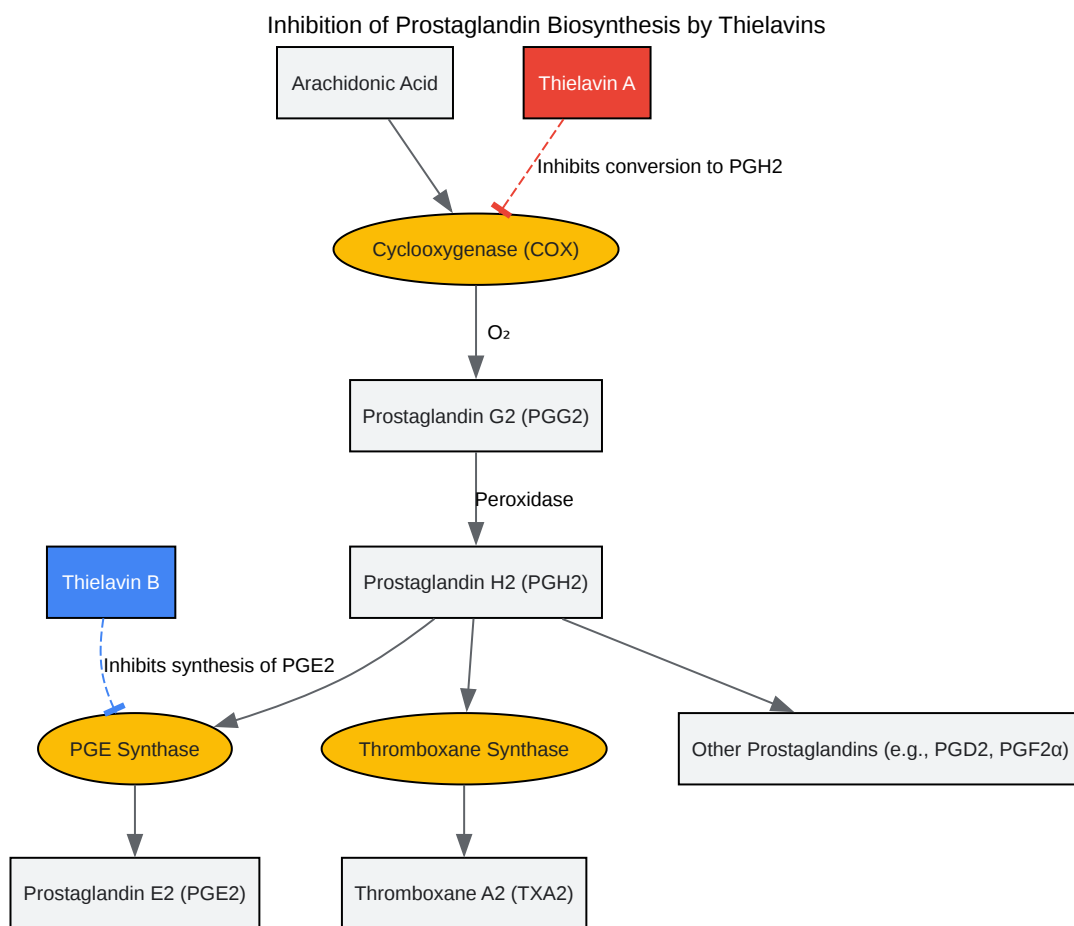 Inhibition of Prostaglandin Biosynthesis by Thielavins
Arachidonic Acid
Thielavin A
Inhibits conversion to PGH2
Cyclooxygenase (COX)
O₂
Prostaglandin G2 (PGG2)
Peroxidase
Thielavin B
Prostaglandin H2 (PGH2)
Inhibits synthesis of PGE2
PGE Synthase
Thromboxane Synthase
Other Prostaglandins (e.g., PGD2, PGF2α)
Prostaglandin E2 (PGE2)
Thromboxane A2 (TXA2)